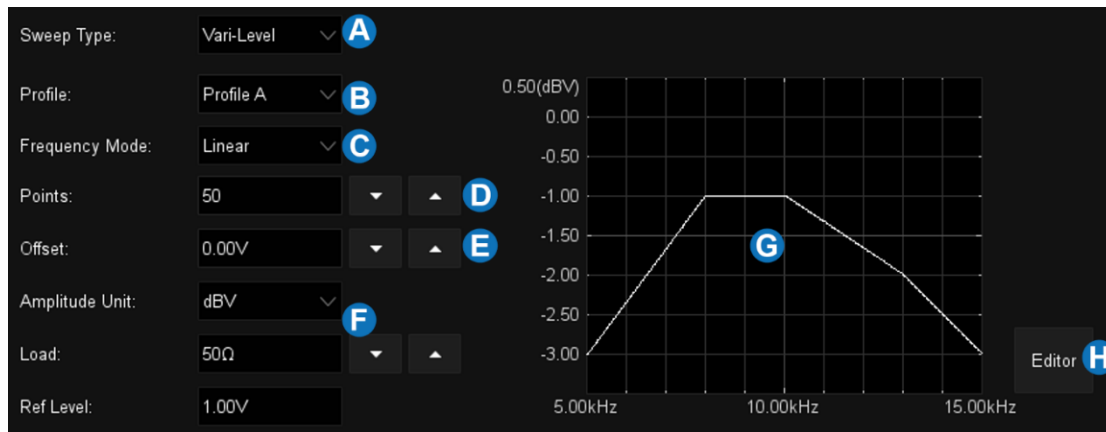 Sweep Type: Vari-Level A
Profile: Profile A B
Frequency Mode: Linear C
Points: 50 D
Offset: 0.00V E
Amplitude Unit: dBV
F
Load: 50Ω
Ref Level: 1.00V
0.50(dBV)
0.00
-0.50
-1.00
-1.50
-2.00
-2.50
-3.00
G
5.00kHz 10.00kHz 15.00kHz
Editor H